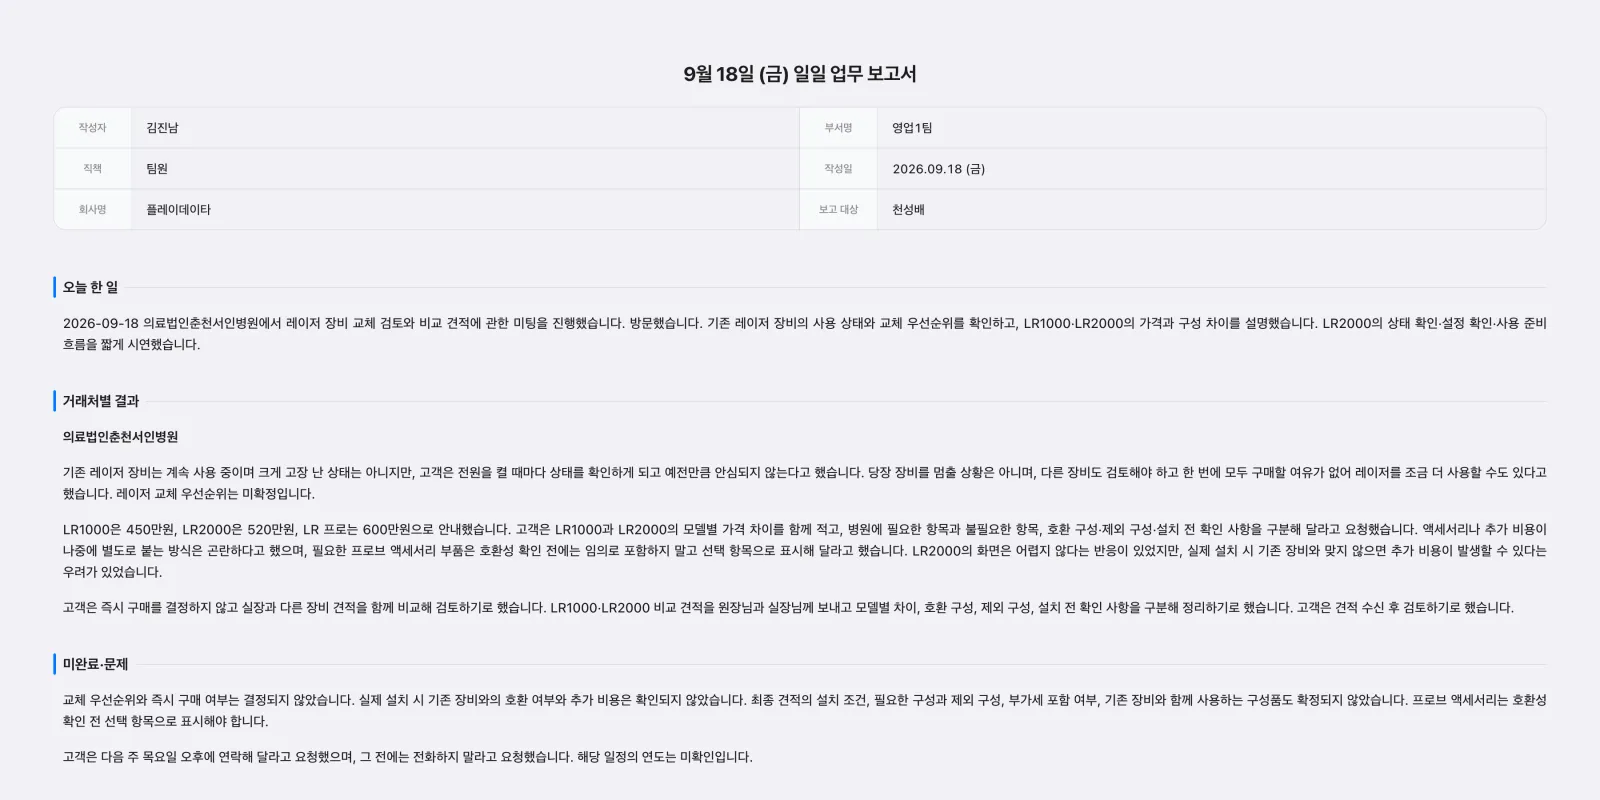 9월 18일 (금) 일일 업무 보고서
작성자 김진남 부서명 영업1팀
직책 팀원 작성일 2026.09.18 (금)
회사명 플레이데이타 보고 대상 천성배
오늘 한 일
2026-09-18 의료법인춘천서인병원에서 레이저 장비 교체 검토와 비교 견적에 관한 미팅을 진행했습니다. 방문했습니다. 기존 레이저 장비의 사용 상태와 교체 우선순위를 확인하고, LR1000·LR2000의 가격과 구성 차이를 설명했습니다. LR2000의 상태 확인·설정 확인·사용 준비
흐름을 짧게 시연했습니다.
거래처별 결과
의료법인춘천서인병원
기존 레이저 장비는 계속 사용 중이며 크게 고장 난 상태는 아니지만, 고객은 전원을 켤 때마다 상태를 확인하게 되고 예전만큼 안심되지 않는다고 했습니다. 당장 장비를 멈출 상황은 아니며, 다른 장비도 검토해야 하고 한 번에 모두 구매할 여유가 없어 레이저를 조금 더 사용할 수도 있다고
했습니다. 레이저 교체 우선순위는 미확정입니다.
LR1000은 450만원, LR2000은 520만원, LR 프로는 600만원으로 안내했습니다. 고객은 LR1000과 LR2000의 모델별 가격 차이를 함께 적고, 병원에 필요한 항목과 불필요한 항목, 호환 구성·제외 구성·설치 전 확인 사항을 구분해 달라고 요청했습니다. 액세서리나 추가 비용이
나중에 별도로 붙는 방식은 곤란하다고 했으며, 필요한 프로브 액세서리 부품은 호환성 확인 전에는 임의로 포함하지 말고 선택 항목으로 표시해 달라고 했습니다. LR2000의 화면은 어렵지 않다는 반응이 있었지만, 실제 설치 시 기존 장비와 맞지 않으면 추가 비용이 발생할 수 있다는
우려가 있었습니다.
고객은 즉시 구매를 결정하지 않고 실장과 다른 장비 견적을 함께 비교해 검토하기로 했습니다. LR1000·LR2000 비교 견적을 원장님과 실장님께 보내고 모델별 차이, 호환 구성, 제외 구성, 설치 전 확인 사항을 구분해 정리하기로 했습니다. 고객은 견적 수신 후 검토하기로 했습니다.
미완료·문제
교체 우선순위와 즉시 구매 여부는 결정되지 않았습니다. 실제 설치 시 기존 장비와의 호환 여부와 추가 비용은 확인되지 않았습니다. 최종 견적의 설치 조건, 필요한 구성과 제외 구성, 부가세 포함 여부, 기존 장비와 함께 사용하는 구성품도 확정되지 않았습니다. 프로브 액세서리는 호환성
확인 전 선택 항목으로 표시해야 합니다.
고객은 다음 주 목요일 오후에 연락해 달라고 요청했으며, 그 전에는 전화하지 말라고 요청했습니다. 해당 일정의 연도는 미확인입니다.